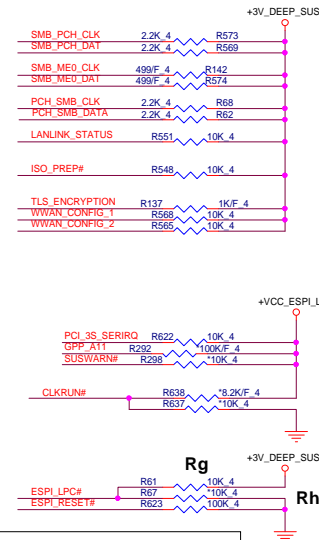 +3V_DEEP_SUS
SMB_PCH_CLK 2.2K_4 R573
SMB_PCH_DAT 2.2K_4 R569
SMB_ME0_CLK 499/F_4 R142
SMB_ME0_DAT 499/F_4 R574
PCH_SMB_CLK 2.2K_4 R68
PCH_SMB_DATA 2.2K_4 R62
LANLINK_STATUS R551 10K_4
ISO_PREP# R548 10K_4
TLS_ENCRYPTION R137 1K/F_4
WWAN_CONFIG_1 R568 10K_4
WWAN_CONFIG_2 R565 10K_4
+VCC_ESPI_L
PCI_3S_SERIRQ R622 10K_4
GPP_A11 R292 *100K/F_4
SUSWARN# R298 *10K_4
CLKRUN# R638 *8.2K/F_4
R637 *10K_4
Rg +3V_DEEP_SUS
R61 10K_4
ESPI_LPC# R67 *10K_4 Rh
ESPI_RESET# R623 100K_4